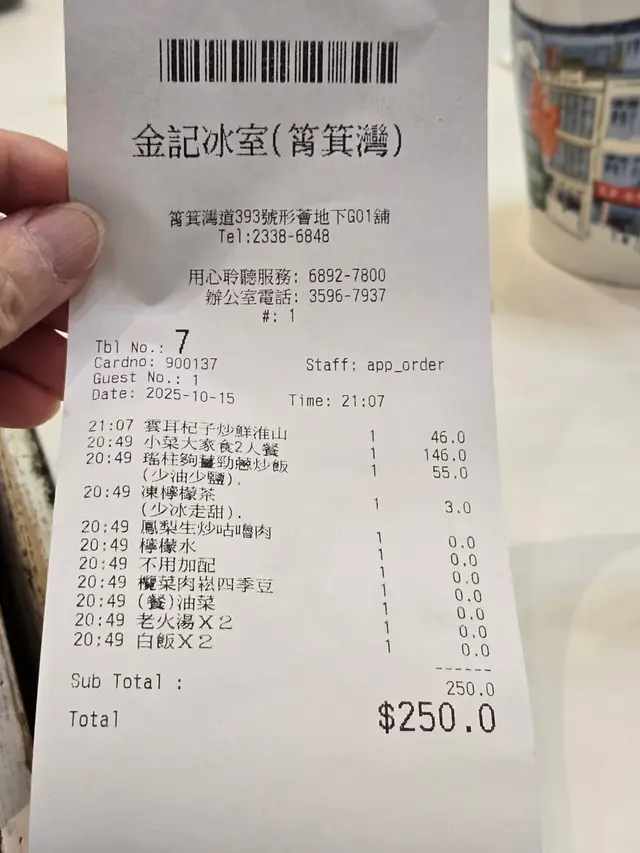 金記冰室(筲箕灣)
筲箕灣道393號形薈地下G01舖
Tel:2338-6848
用心聆聽服務: 6892-7800
辦公室電話: 3596-7937
#: 1
Tbl No.: 7
Cardno: 900137 Staff: app_order
Guest No.: 1
Date: 2025-10-15 Time: 21:07
21:07 雲耳杞子炒鮮淮山 1 46.0
20:49 小菜大家食2人餐 1 146.0
20:49 瑤柱夠薑勁蔥炒飯 1 55.0
(少油少鹽).
20:49 凍檸檬茶 1 3.0
(少冰走甜).
20:49 鳳梨生炒咕嚕肉 1 0.0
20:49 檸檬水 1 0.0
20:49 不用加配 1 0.0
20:49 欖菜肉崧四季豆 1 0.0
20:49 (餐)油菜 1 0.0
20:49 老火湯X2 1 0.0
20:49 白飯X2 1 0.0
------
Sub Total : 250.0
Total $250.0